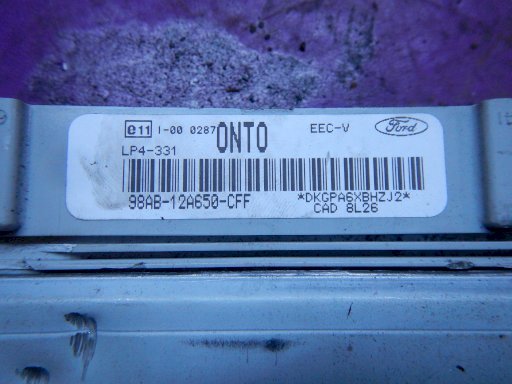 e11 I-00 0287 ONTO EEC-V Ford
LP4-331
98AB-12A650-CFF *DKGPA6XBHZJ2*
CAD 8L26